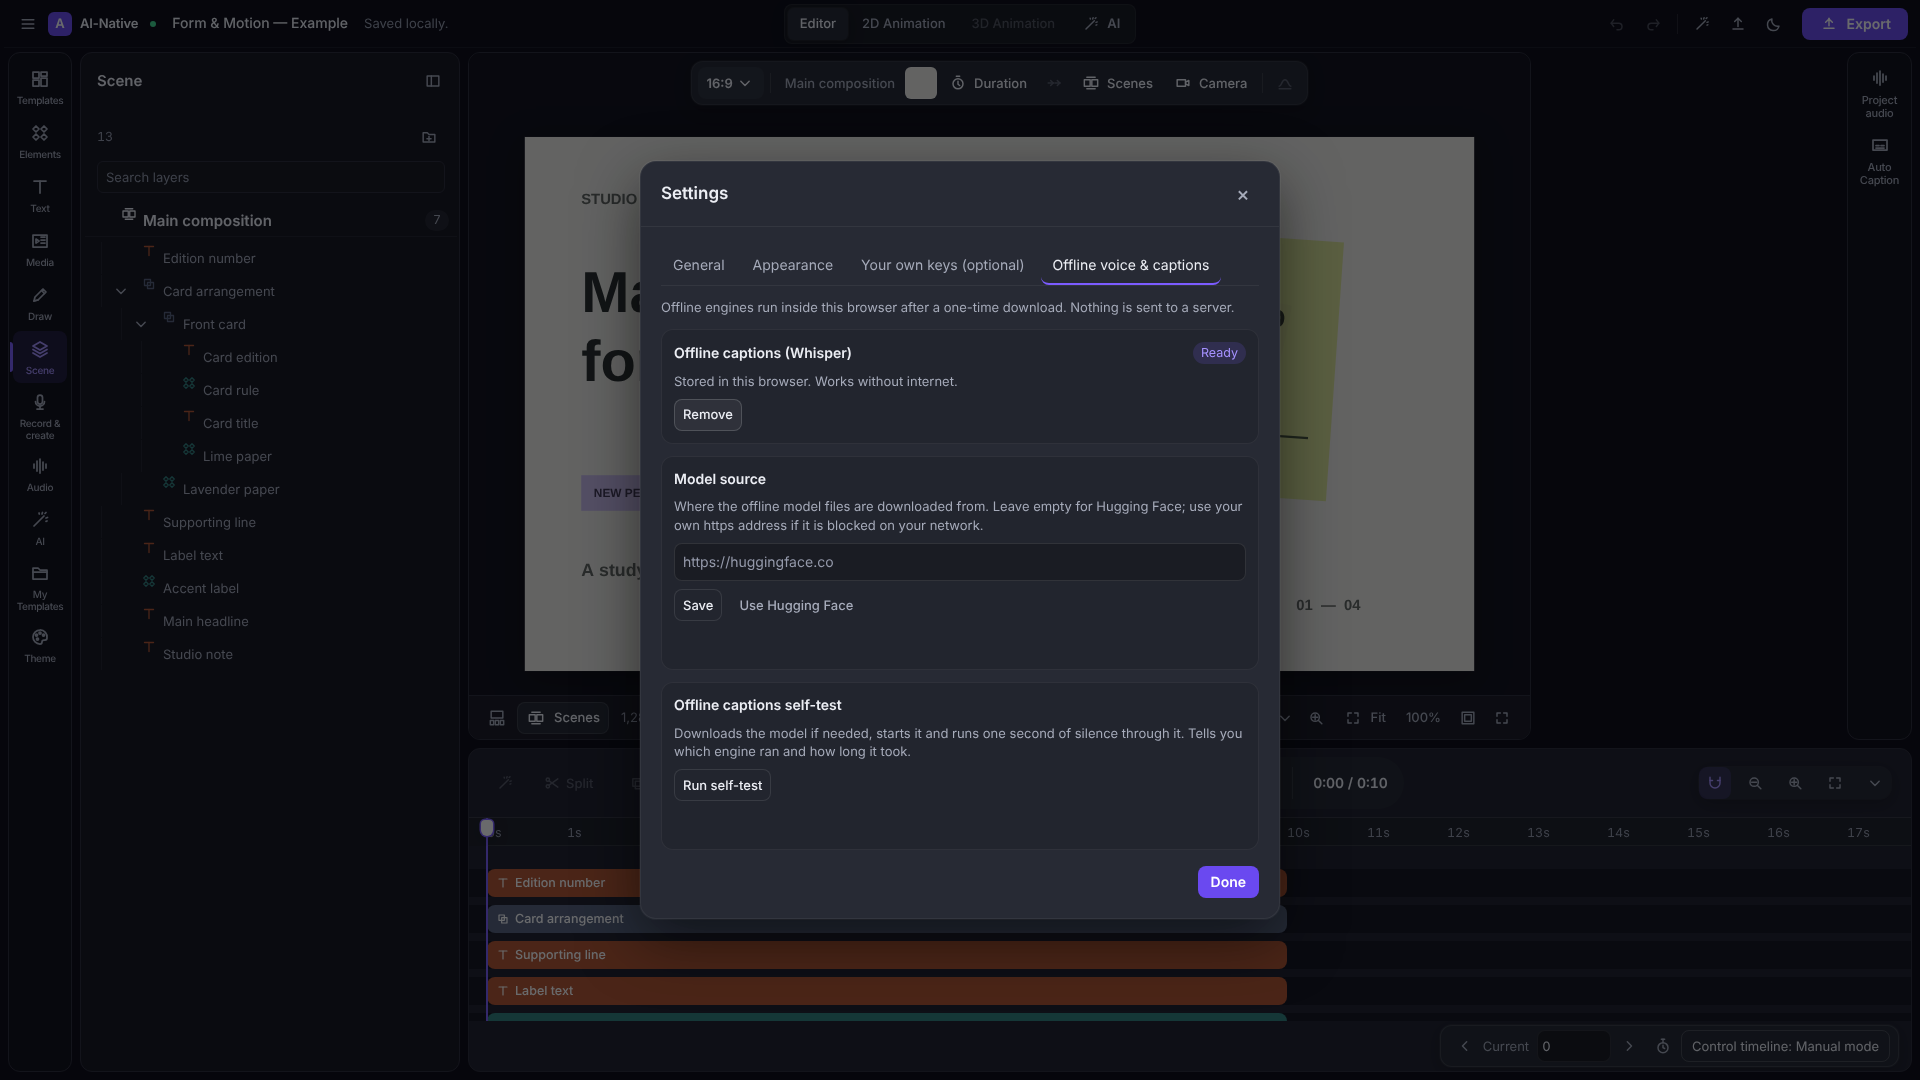 A AI-Native Form & Motion — Example Saved locally.
Editor 2D Animation 3D Animation AI
Export
Templates
Elements
Text
Media
Draw
Scene
Record &
create
Audio
AI
My
Templates
Theme
Scene
13
Search layers
Main composition 7
Edition number
Card arrangement
Front card
Card edition
Card rule
Card title
Lime paper
Lavender paper
Supporting line
Label text
Accent label
Main headline
Studio note
16:9 Main composition Duration Scenes Camera
Project
audio
Auto
Caption
STUDIO
Ma
fo
NEW PE
A study
01 — 04
Settings
General Appearance Your own keys (optional) Offline voice & captions
Offline engines run inside this browser after a one-time download. Nothing is sent to a server.
Offline captions (Whisper) Ready
Stored in this browser. Works without internet.
Remove
Model source
Where the offline model files are downloaded from. Leave empty for Hugging Face; use your
own https address if it is blocked on your network.
https://huggingface.co
Save Use Hugging Face
Offline captions self-test
Downloads the model if needed, starts it and runs one second of silence through it. Tells you
which engine ran and how long it took.
Run self-test
Done
Scenes 1,28 Fit 100%
Split 0:00 / 0:10
1s 10s 11s 12s 13s 14s 15s 16s 17s
Edition number
Card arrangement
Supporting line
Label text
Current 0 Control timeline: Manual mode